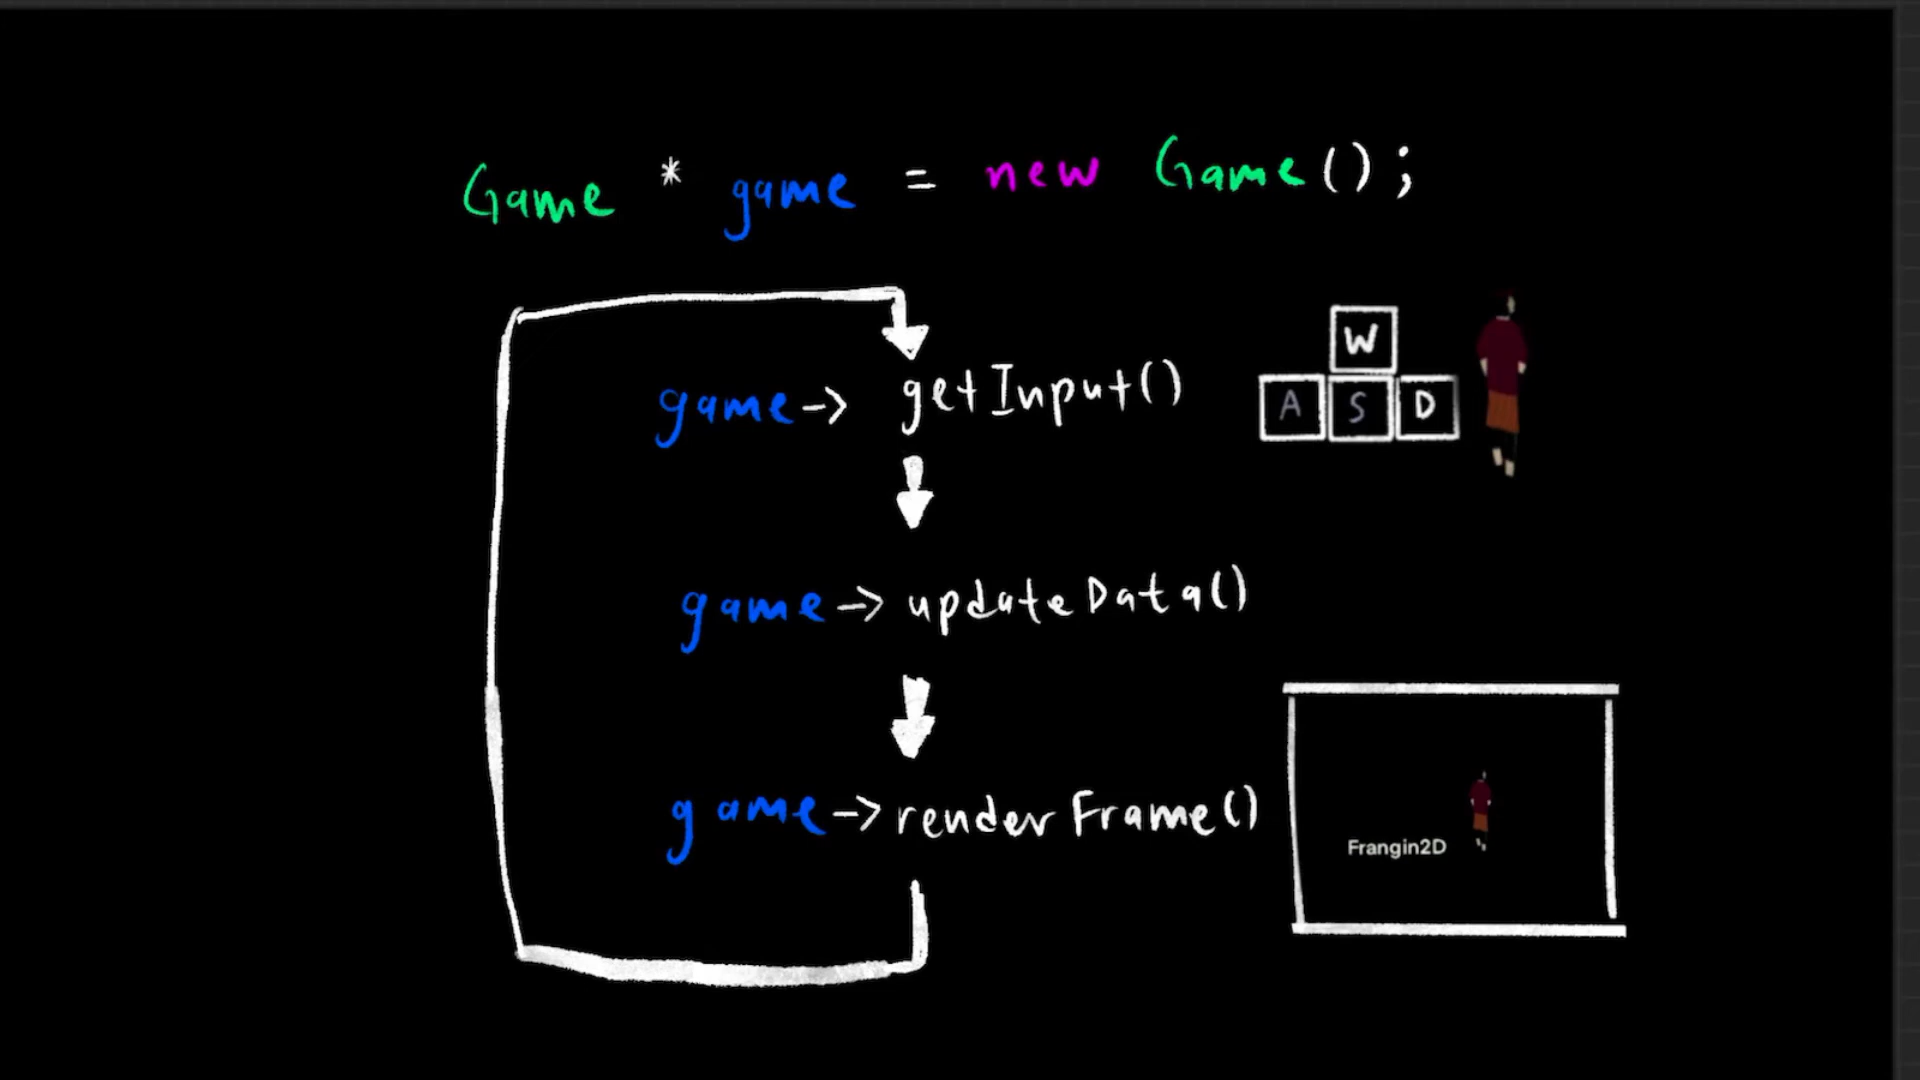 Game * game = new Game();
game-> getInput()
W
A S D
game-> updateData()
game-> renderFrame()
Frangin2D